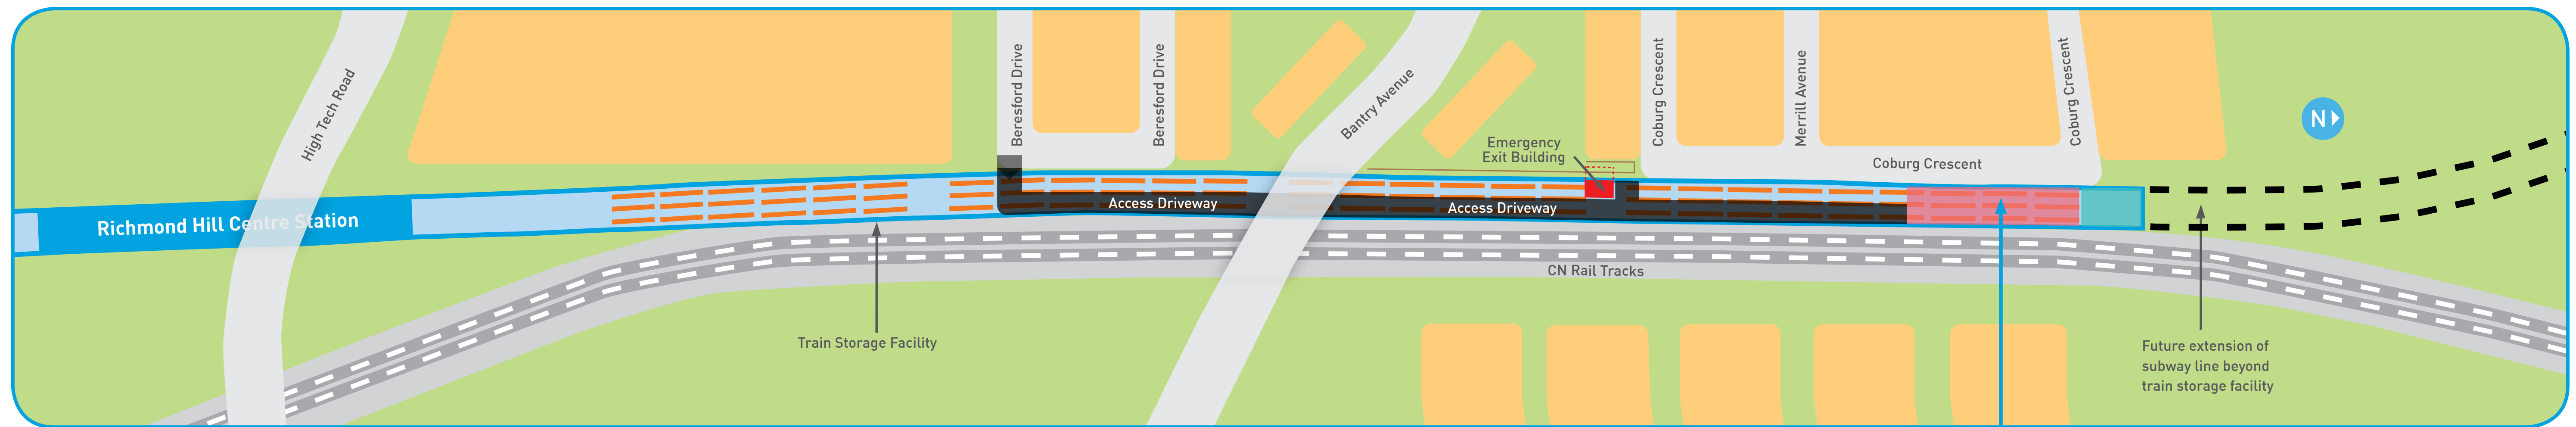 High Tech Road
Richmond Hill Centre Station
Train Storage Facility
Beresford Drive
Beresford Drive
Access Driveway
Bantry Avenue
Emergency
Exit Building
Access Driveway
CN Rail Tracks
Coburg Crescent
Merrill Avenue
Coburg Crescent
Coburg Crescent
N
Future extension of
subway line beyond
train storage facility